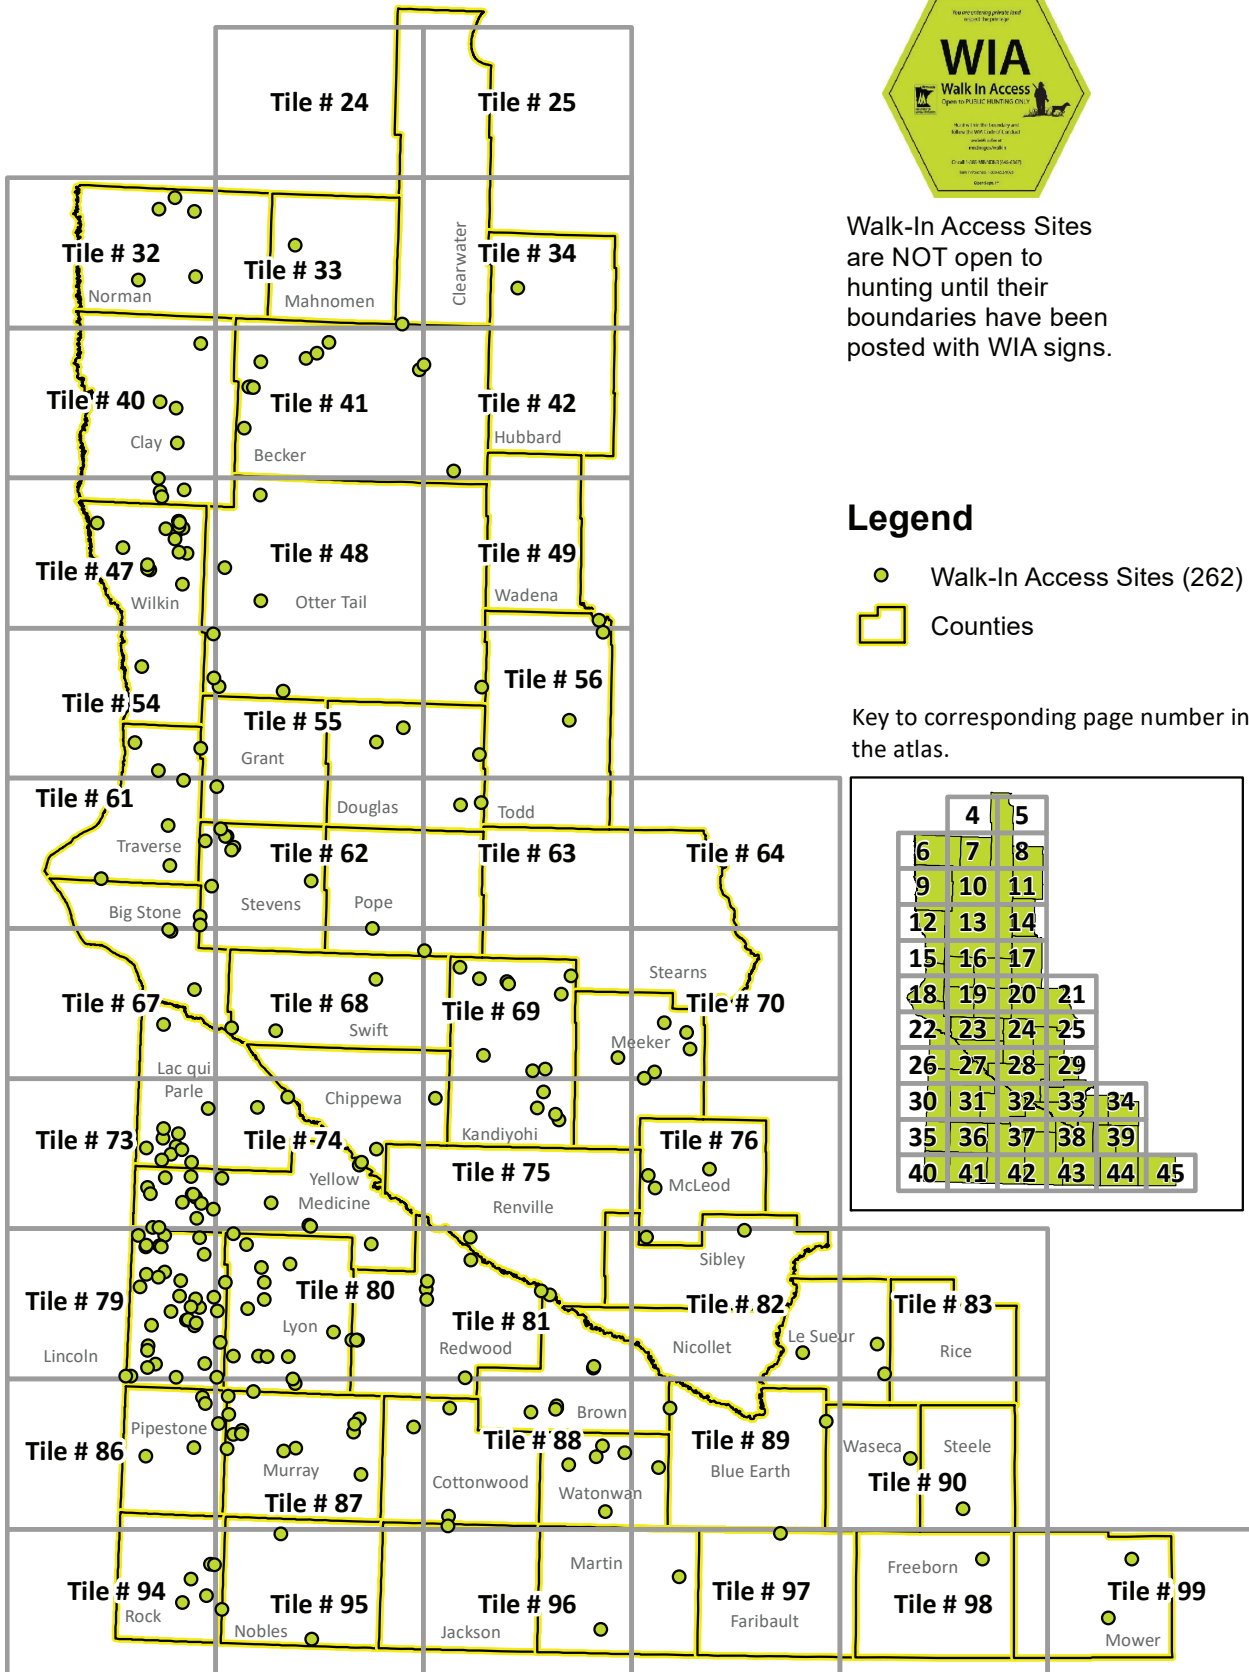 You are entering private land
respect the privilege
WIA
Walk In Access
Open to PUBLIC HUNTING ONLY
Walk-In Access Sites
are NOT open to
hunting until their
boundaries have been
posted with WIA signs.
Legend
Walk-In Access Sites (262)
Counties
Key to corresponding page number in
the atlas.
4 5
6 7 8
9 10 11
12 13 14
15 16 17
18 19 20 21
22 23 24 25
26 27 28 29
30 31 32 33 34
35 36 37 38 39
40 41 42 43 44 45
Tile # 24
Tile # 25
Tile # 32
Norman
Tile # 33
Mahnomen
Clearwater
Tile # 34
Tile # 40
Clay
Tile # 41
Becker
Tile # 42
Hubbard
Tile # 47
Wilkin
Tile # 48
Otter Tail
Tile # 49
Wadena
Tile # 54
Tile # 55
Grant
Douglas
Tile # 56
Todd
Tile # 61
Traverse
Big Stone
Tile # 62
Stevens
Pope
Tile # 63
Tile # 64
Stearns
Tile # 67
Lac qui
Parle
Tile # 68
Swift
Tile # 69
Tile # 70
Meeker
Chippewa
Kandiyohi
Tile # 73
Tile # 74
Yellow
Medicine
Tile # 75
Renville
Tile # 76
McLeod
Sibley
Tile # 79
Lincoln
Tile # 80
Lyon
Tile # 81
Redwood
Tile # 82
Nicollet
Le Sueur
Tile # 83
Rice
Tile # 86
Pipestone
Murray
Tile # 87
Tile # 88
Brown
Cottonwood
Watonwan
Tile # 89
Blue Earth
Waseca
Steele
Tile # 90
Tile # 94
Rock
Tile # 95
Nobles
Tile # 96
Jackson
Martin
Tile # 97
Faribault
Freeborn
Tile # 98
Tile # 99
Mower